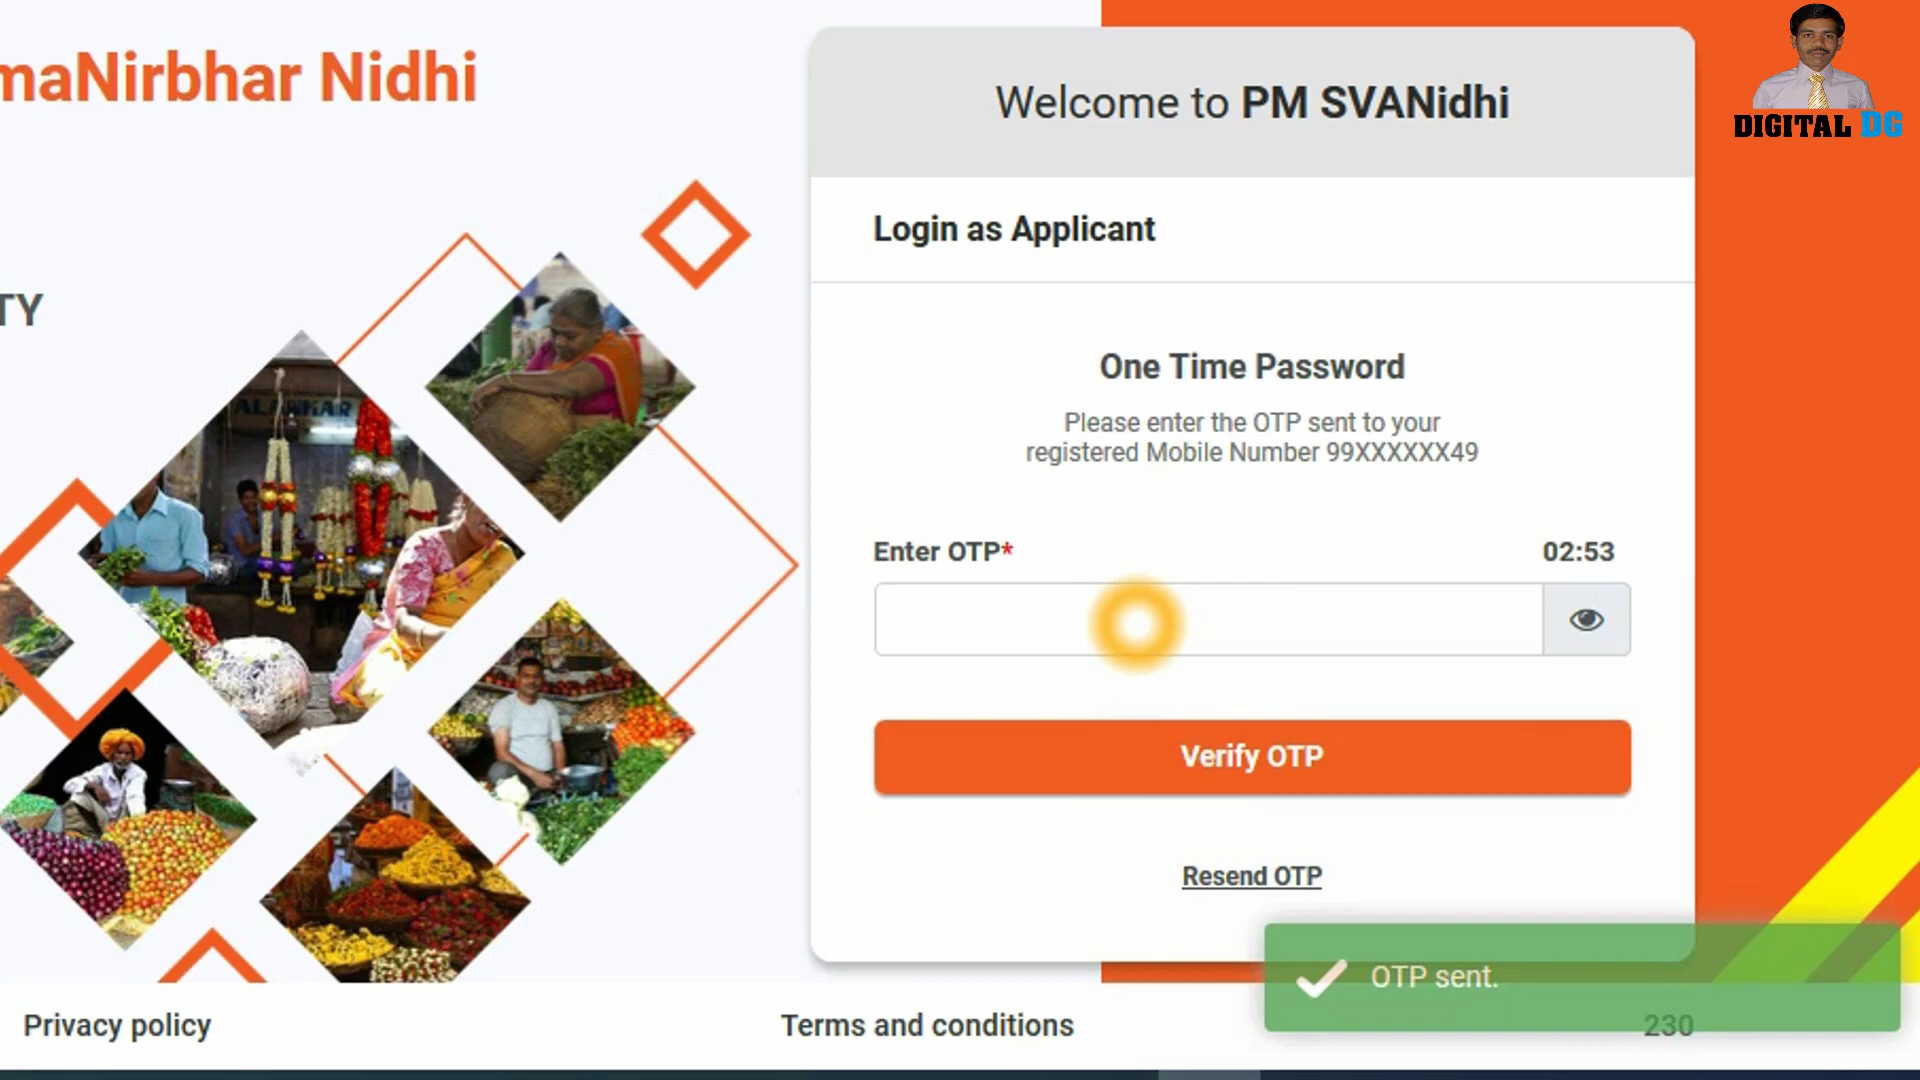 maNirbhar Nidhi
TY
Welcome to PM SVANidhi
Login as Applicant
One Time Password
Please enter the OTP sent to your
registered Mobile Number 99XXXXXX49
Enter OTP*
02:53
Verify OTP
Resend OTP
OTP sent.
Privacy policy
Terms and conditions
230
DIGITAL DG